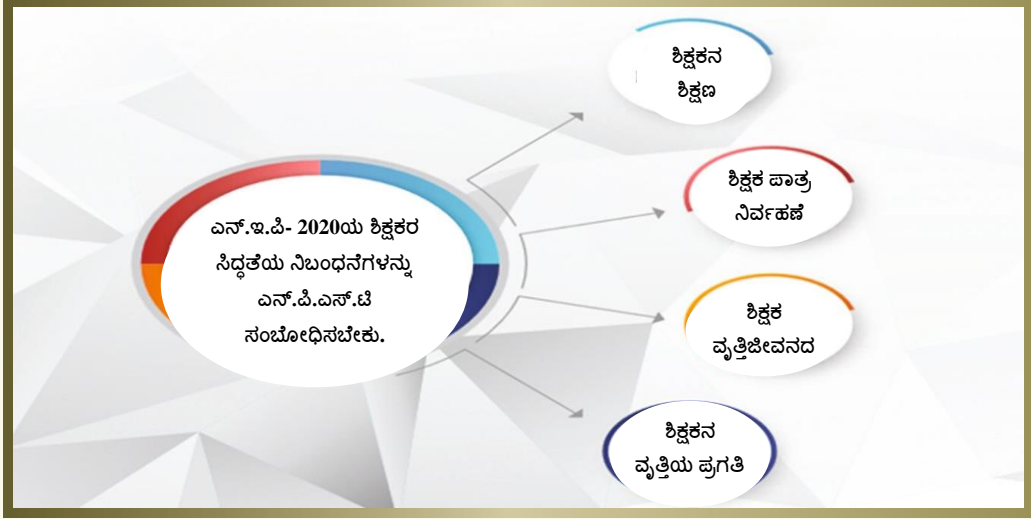 ಎನ್.ಇ.ಪಿ- 2020ಯ ಶಿಕ್ಷಕರ
ಸಿದ್ಧತೆಯ ನಿಬಂಧನೆಗಳನ್ನು
ಎನ್.ಪಿ.ಎಸ್.ಟಿ
ಸಂಬೋಧಿಸಬೇಕು.
ಶಿಕ್ಷಕನ
ಶಿಕ್ಷಣ
ಶಿಕ್ಷಕ ಪಾತ್ರ
ನಿರ್ವಹಣೆ
ಶಿಕ್ಷಕ
ವೃತ್ತಿಜೀವನದ
ಶಿಕ್ಷಕನ
ವೃತ್ತಿಯ ಪ್ರಗತಿ